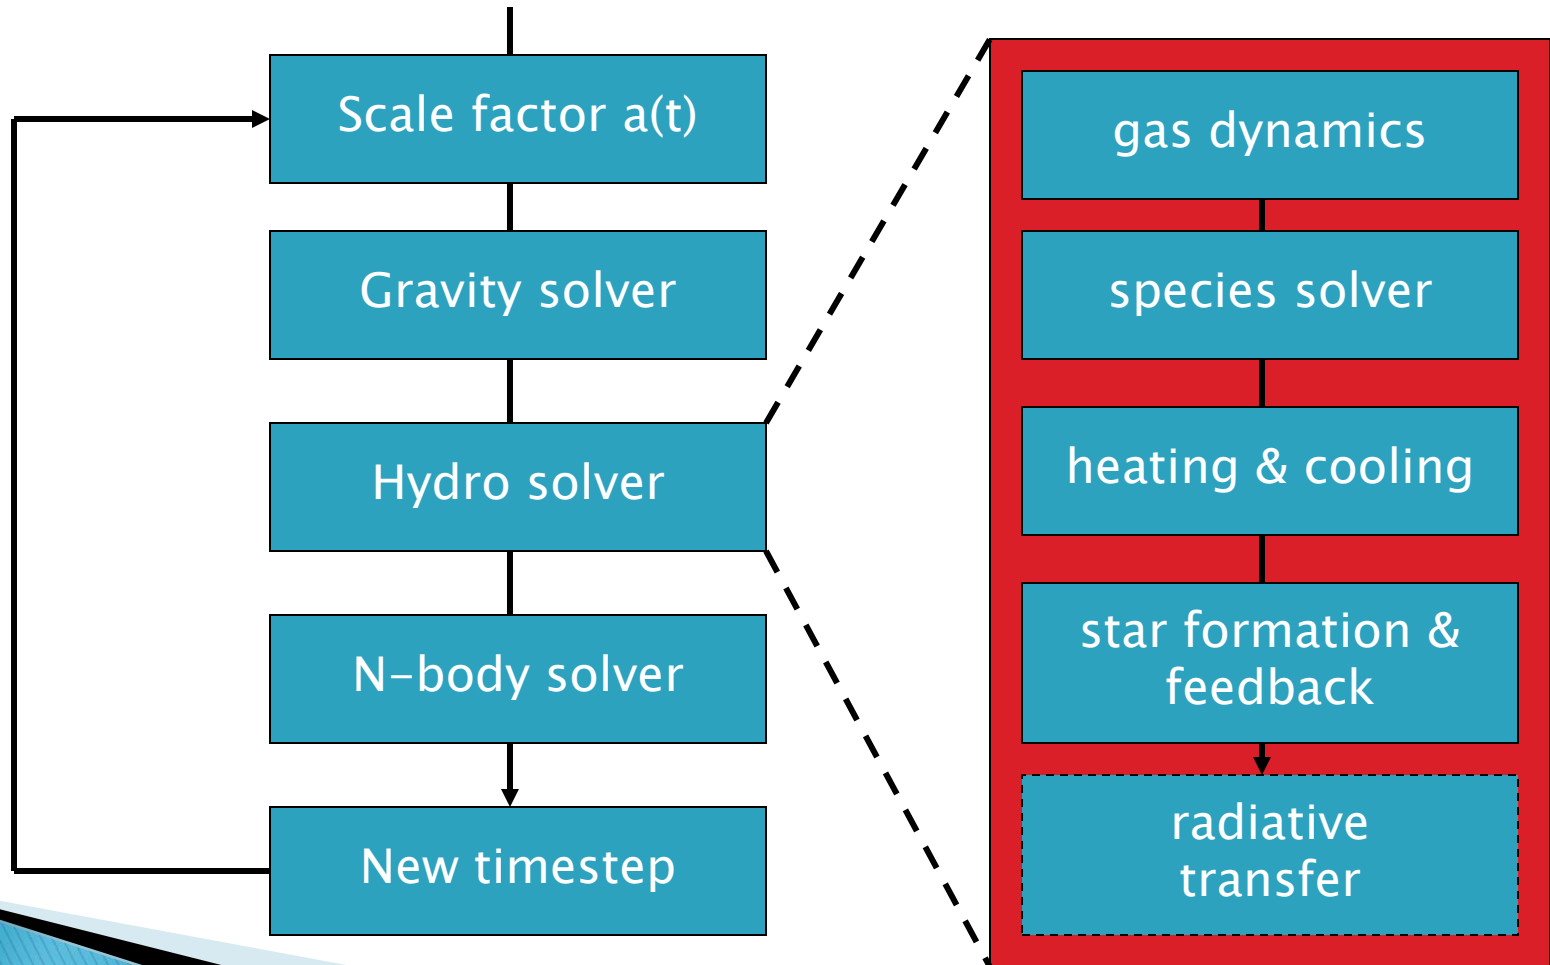 Scale factor a(t)
Gravity solver
Hydro solver
N-body solver
New timestep
gas dynamics
species solver
heating & cooling
star formation &
feedback
radiative
transfer